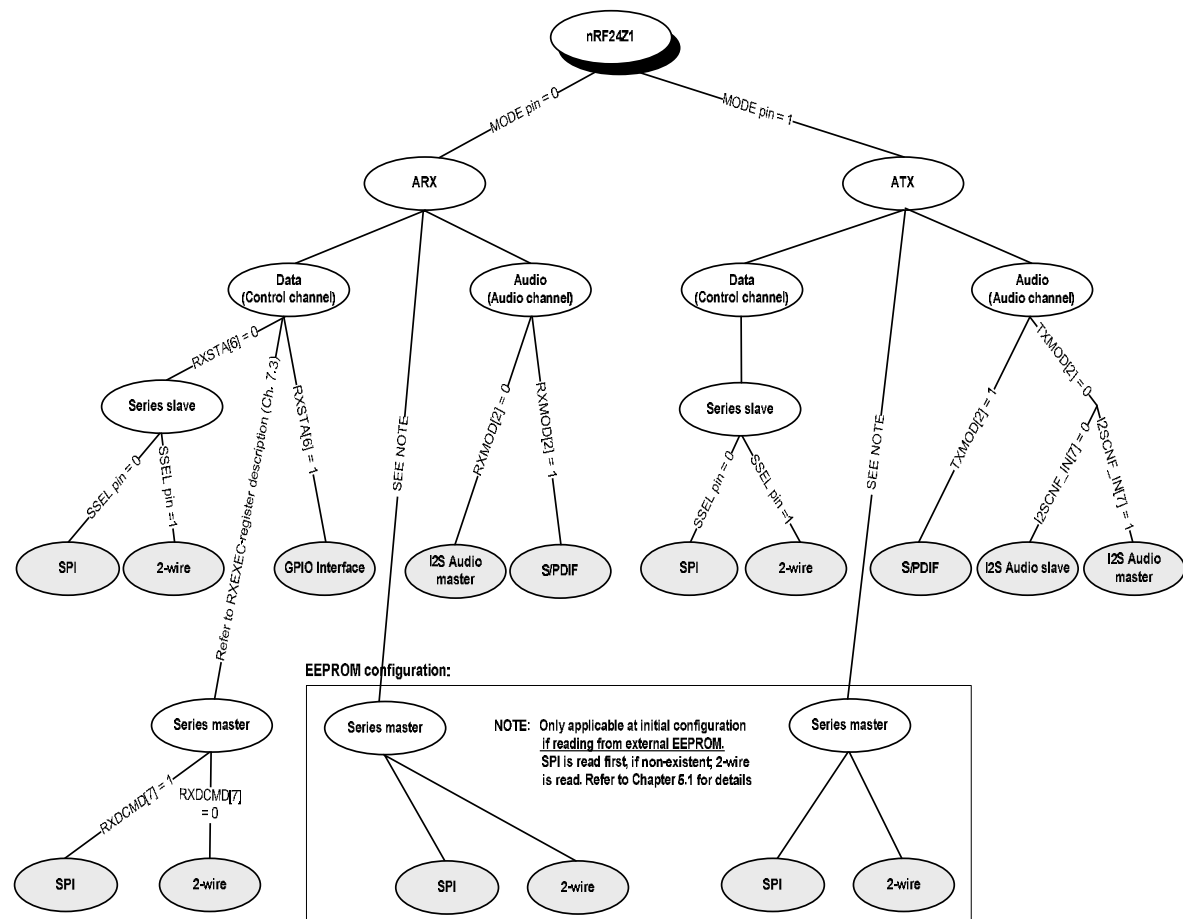 nRF24Z1
MODE pin = 0
MODE pin = 1
ARX
ATX
Data
(Control channel)
Audio
(Audio channel)
Data
(Control channel)
Audio
(Audio channel)
RXSTA[6] = 0
Refer to RXEXEC-register description (Ch. 7.3)
RXSTA[6] = 1
RXMOD[2] = 0
RXMOD[2] = 1
TXMOD[2] = 1
TXMOD[2] = 0
Series slave
Series slave
SSEL pin = 0
SSEL pin =1
SEE NOTE
SSEL pin = 0
SSEL pin =1
SEE NOTE
I2SCNF_IN[7] = 0
I2SCNF_IN[7] = 1
SPI
2-wire
GPIO Interface
I2S Audio
master
S/PDIF
SPI
2-wire
S/PDIF
I2S Audio slave
I2S Audio
master
EEPROM configuration:
Series master
Series master
NOTE: Only applicable at initial configuration
if reading from external EEPROM.
SPI is read first, if non-existent; 2-wire
is read. Refer to Chapter 5.1 for details
Series master
RXDCMD[7] = 1
RXDCMD[7]
= 0
SPI
2-wire
SPI
2-wire
SPI
2-wire